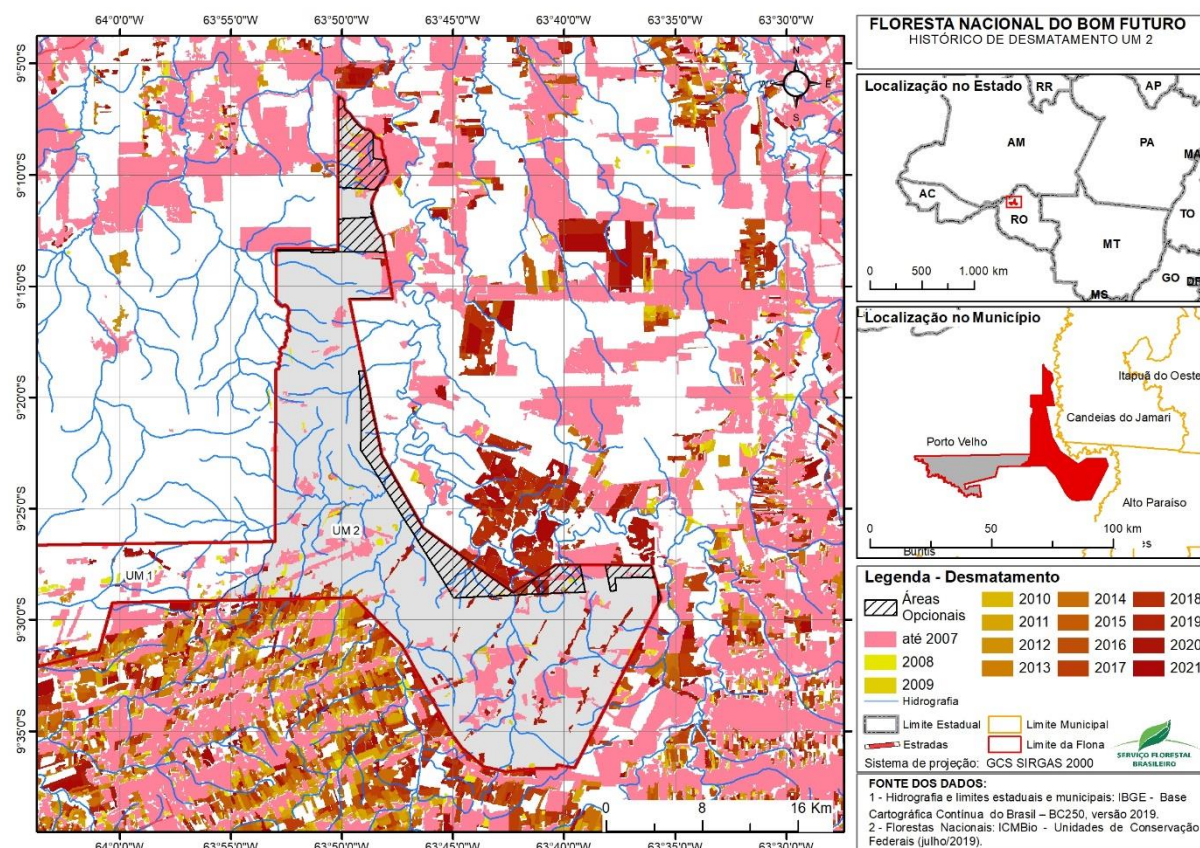 64°0'0"W 63°55'0"W 63°50'0"W 63°45'0"W 63°40'0"W 63°35'0"W 63°30'0"W
9°5'0"S
9°10'0"S
9°15'0"S
9°20'0"S
9°25'0"S
9°30'0"S
9°35'0"S
N
E
S
UM 2
UM 1
0 8 16 Km
64°0'0"W 63°55'0"W 63°50'0"W 63°45'0"W 63°40'0"W 63°35'0"W 63°30'0"W
FLORESTA NACIONAL DO BOM FUTURO
HISTÓRICO DE DESMATAMENTO UM 2
Localização no Estado
RR AP
AM PA
MA
AC
RO
TO
MT
GO DF
MS
0 500 1.000 km
Localização no Município
Itapuã do Oeste
Candeias do Jamari
Porto Velho
Alto Paraíso
0 50 100 km
Buritis
es
Legenda - Desmatamento
Áreas
Opcionais
até 2007
2008
2009
2010
2011
2012
2013
2014
2015
2016
2017
2018
2019
2020
2021
Hidrografia
Limite Estadual
Limite Municipal
Estradas
Limite da Flona
Sistema de projeção: GCS SIRGAS 2000
SERVIÇO FLORESTAL
BRASILEIRO
FONTE DOS DADOS:
1 - Hidrografia e limites estaduais e municipais: IBGE - Base
Cartográfica Continua do Brasil – BC250, versão 2019.
2 - Florestas Nacionais: ICMBio - Unidades de Conservação
Federais (julho/2019).